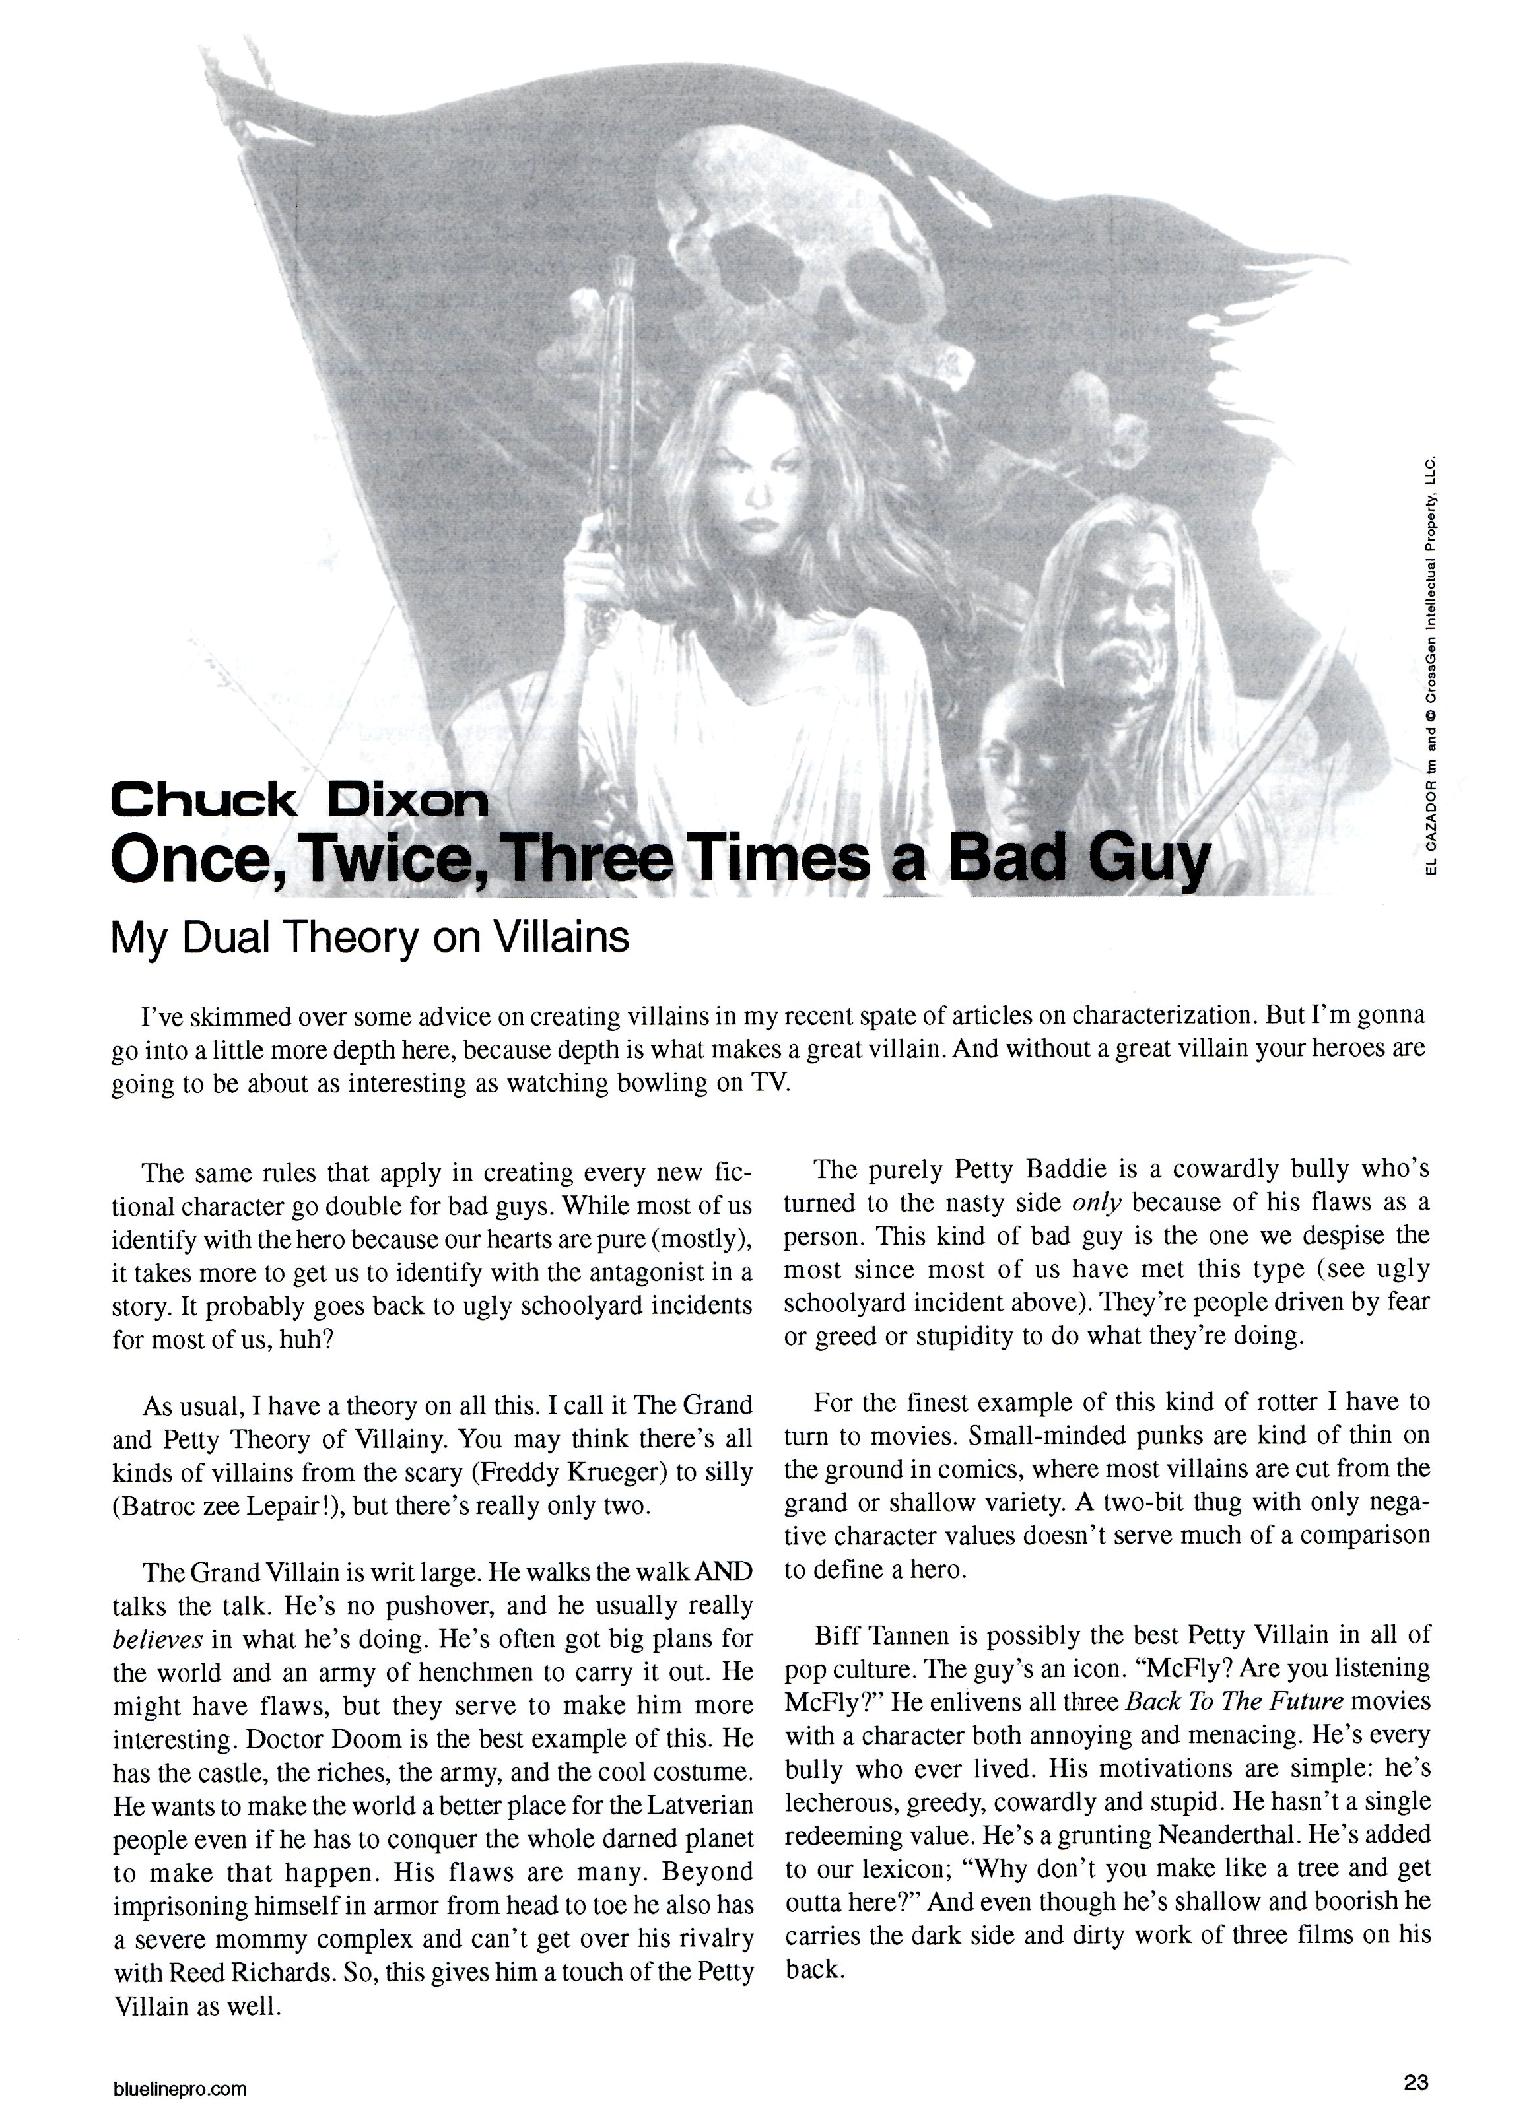 EL CAZADOR tm and © CrossGen Intellectual Property, LLC.
Chuck Dixon
Once, Twice, Three Times a Bad Guy
My Dual Theory on Villains
I've skimmed over some advice on creating villains in my recent spate of articles on characterization. But I'm gonna
go into a little more depth here, because depth is what makes a great villain. And without a great villain your heroes are
going to be about as interesting as watching bowling on TV.
The same rules that apply in creating every new fic-
tional character go double for bad guys. While most of us
identify with the hero because our hearts are pure (mostly),
it takes more to get us to identify with the antagonist in a
story. It probably goes back to ugly schoolyard incidents
for most of us, huh?
As usual, I have a theory on all this. I call it The Grand
and Petty Theory of Villainy. You may think there's all
kinds of villains from the scary (Freddy Krueger) to silly
(Batroc zee Lepair!), but there's really only two.
The Grand Villain is writ large. He walks the walk AND
talks the talk. He's no pushover, and he usually really
believes in what he's doing. He's often got big plans for
the world and an army of henchmen to carry it out. He
might have flaws, but they serve to make him more
interesting. Doctor Doom is the best example of this. He
has the castle, the riches, the army, and the cool costume.
He wants to make the world a better place for the Latverian
people even if he has to conquer the whole darned planet
to make that happen. His flaws are many. Beyond
imprisoning himself in armor from head to toe he also has
a severe mommy complex and can't get over his rivalry
with Reed Richards. So, this gives him a touch of the Petty
Villain as well.
The purely Petty Baddie is a cowardly bully who's
turned to the nasty side only because of his flaws as a
person. This kind of bad guy is the one we despise the
most since most of us have met this type (see ugly
schoolyard incident above). They're people driven by fear
or greed or stupidity to do what they're doing.
For the finest example of this kind of rotter I have to
turn to movies. Small-minded punks are kind of thin on
the ground in comics, where most villains are cut from the
grand or shallow variety. A two-bit thug with only nega-
tive character values doesn't serve much of a comparison
to define a hero.
Biff Tannen is possibly the best Petty Villain in all of
pop culture. The guy's an icon. “McFly? Are you listening
McFly?” He enlivens all three Back To The Future movies
with a character both annoying and menacing. He's every
bully who ever lived. His motivations are simple: he's
lecherous, greedy, cowardly and stupid. He hasn't a single
redeeming value. He's a grunting Neanderthal. He's added
to our lexicon; “Why don't you make like a tree and get
outta here?” And even though he's shallow and boorish he
carries the dark side and dirty work of three films on his
back.
bluelinepro.com
23